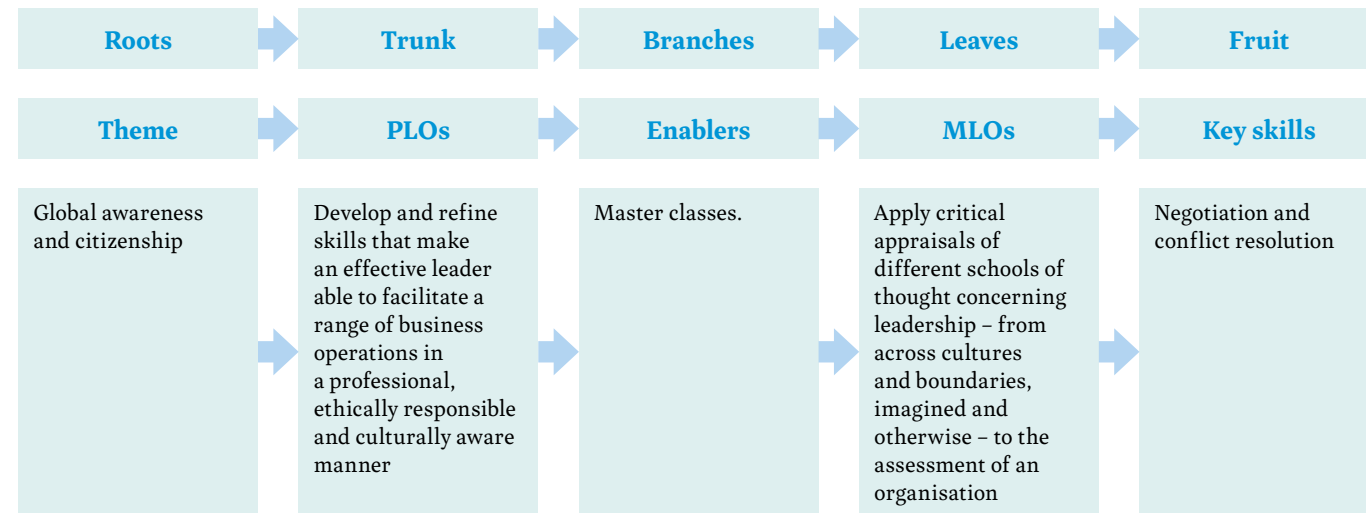 Roots
Trunk
Branches
Leaves
Fruit
Theme
PLOs
Enablers
MLOs
Key skills
Global awareness
and citizenship
Develop and refine
skills that make
an effective leader
able to facilitate a
range of business
operations in
a professional,
ethically responsible
and culturally aware
manner
Master classes.
Apply critical
appraisals of
different schools of
thought concerning
leadership – from
across cultures
and boundaries,
imagined and
otherwise – to the
assessment of an
organisation
Negotiation and
conflict resolution